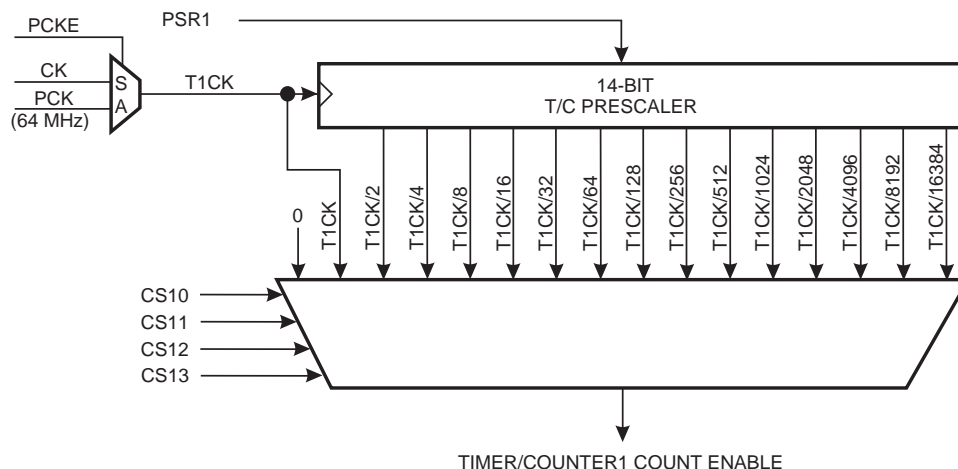 PCKE
PSR1
CK
PCK
(64 MHz)
S
A
T1CK
14-BIT
T/C PRESCALER
0
T1CK
T1CK/2
T1CK/4
T1CK/8
T1CK/16
T1CK/32
T1CK/64
T1CK/128
T1CK/256
T1CK/512
T1CK/1024
T1CK/2048
T1CK/4096
T1CK/8192
T1CK/16384
CS10
CS11
CS12
CS13
TIMER/COUNTER1 COUNT ENABLE